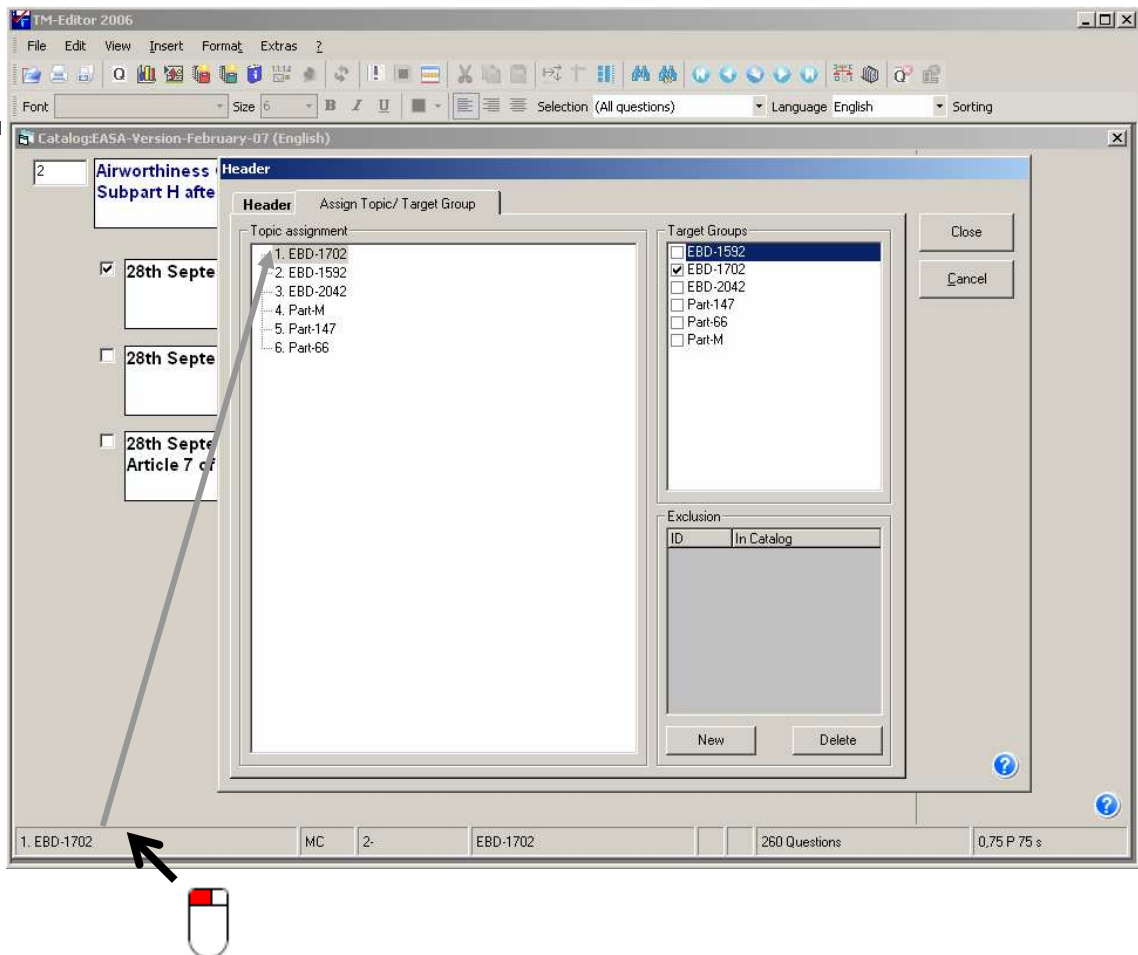 TM-Editor 2006
File Edit View Insert Format Extras ?
Font Size 6 B I U Selection (All questions) Language English Sorting
Catalog:EASA-Version-February-07 (English)
2
Airworthiness
Subpart H afte
28th Septe
28th Septe
28th Septe
Article 7 of
Header
Header Assign Topic/ Target Group
Topic assignment
1. EBD-1702
2. EBD-1592
3. EBD-2042
4. Part-M
5. Part-147
6. Part-66
Target Groups
EBD-1592
EBD-1702
EBD-2042
Part-147
Part-66
Part-M
Exclusion
ID In Catalog
New Delete
Close
Cancel
1. EBD-1702 MC 2- EBD-1702 260 Questions 0,75 P 75 s